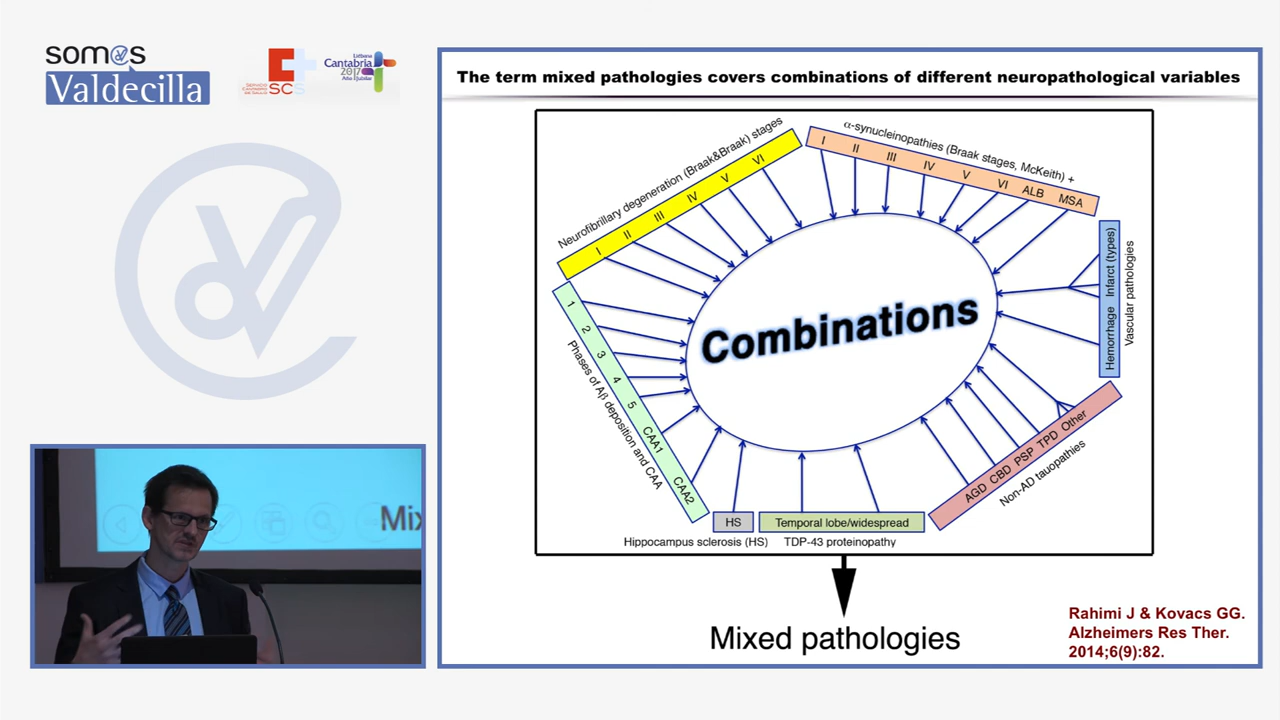 somos
Valdecilla
SCS
Cantabria
2017
The term mixed pathologies covers combinations of different neuropathological variables
Neurofibrillary degeneration (Braak&Braak) stages
I II III IV V VI
α-synucleinopathies (Braak stages, McKeith) +
I II III IV V VI ALB MSA
Infarct (types)
Hemorrhage
Vascular pathologies
1 2 3 4 5 CAA1 CAA2
Phases of Aβ deposition and CAA
Combinations
AGD CBD PSP TPD Other
Non-AD tauopathies
HS
Temporal lobe/widespread
Hippocampus sclerosis (HS)
TDP-43 proteinopathy
Mixed pathologies
Rahimi J & Kovacs GG.
Alzheimers Res Ther.
2014;6(9):82.
Mix